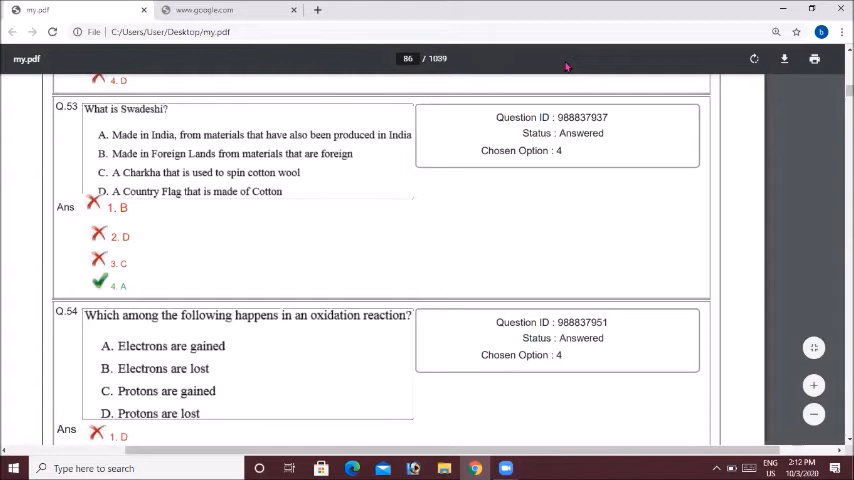 my.pdf
www.google.com
File | C:/Users/User/Desktop/my.pdf
b
my.pdf
86 / 1039
4. D
Q.53
What is Swadeshi?
A. Made in India, from materials that have also been produced in India
B. Made in Foreign Lands from materials that are foreign
C. A Charkha that is used to spin cotton wool
D. A Country Flag that is made of Cotton
Question ID : 988837937
Status : Answered
Chosen Option : 4
Ans
1. B
2. D
3. C
4. A
Q.54
Which among the following happens in an oxidation reaction?
A. Electrons are gained
B. Electrons are lost
C. Protons are gained
D. Protons are lost
Question ID : 988837951
Status : Answered
Chosen Option : 4
Ans
1. D
Type here to search
ENG
US
2:12 PM
10/3/2020